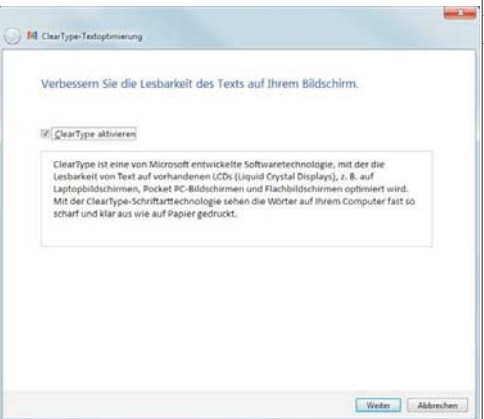 ClearType-Textoptimierung
Verbessern Sie die Lesbarkeit des Texts auf Ihrem Bildschirm.
ClearType aktivieren
ClearType ist eine von Microsoft entwickelte Softwaretechnologie, mit der die
Lesbarkeit von Text auf vorhandenen LCDs (Liquid Crystal Displays), z. B. auf
Laptopbildschirmen, Pocket PC-Bildschirmen und Flachbildschirmen optimiert wird.
Mit der ClearType-Schriftarttechnologie sehen die Wörter auf Ihrem Computer fast so
scharf und klar aus wie auf Papier gedruckt.
Weiter Abbrechen